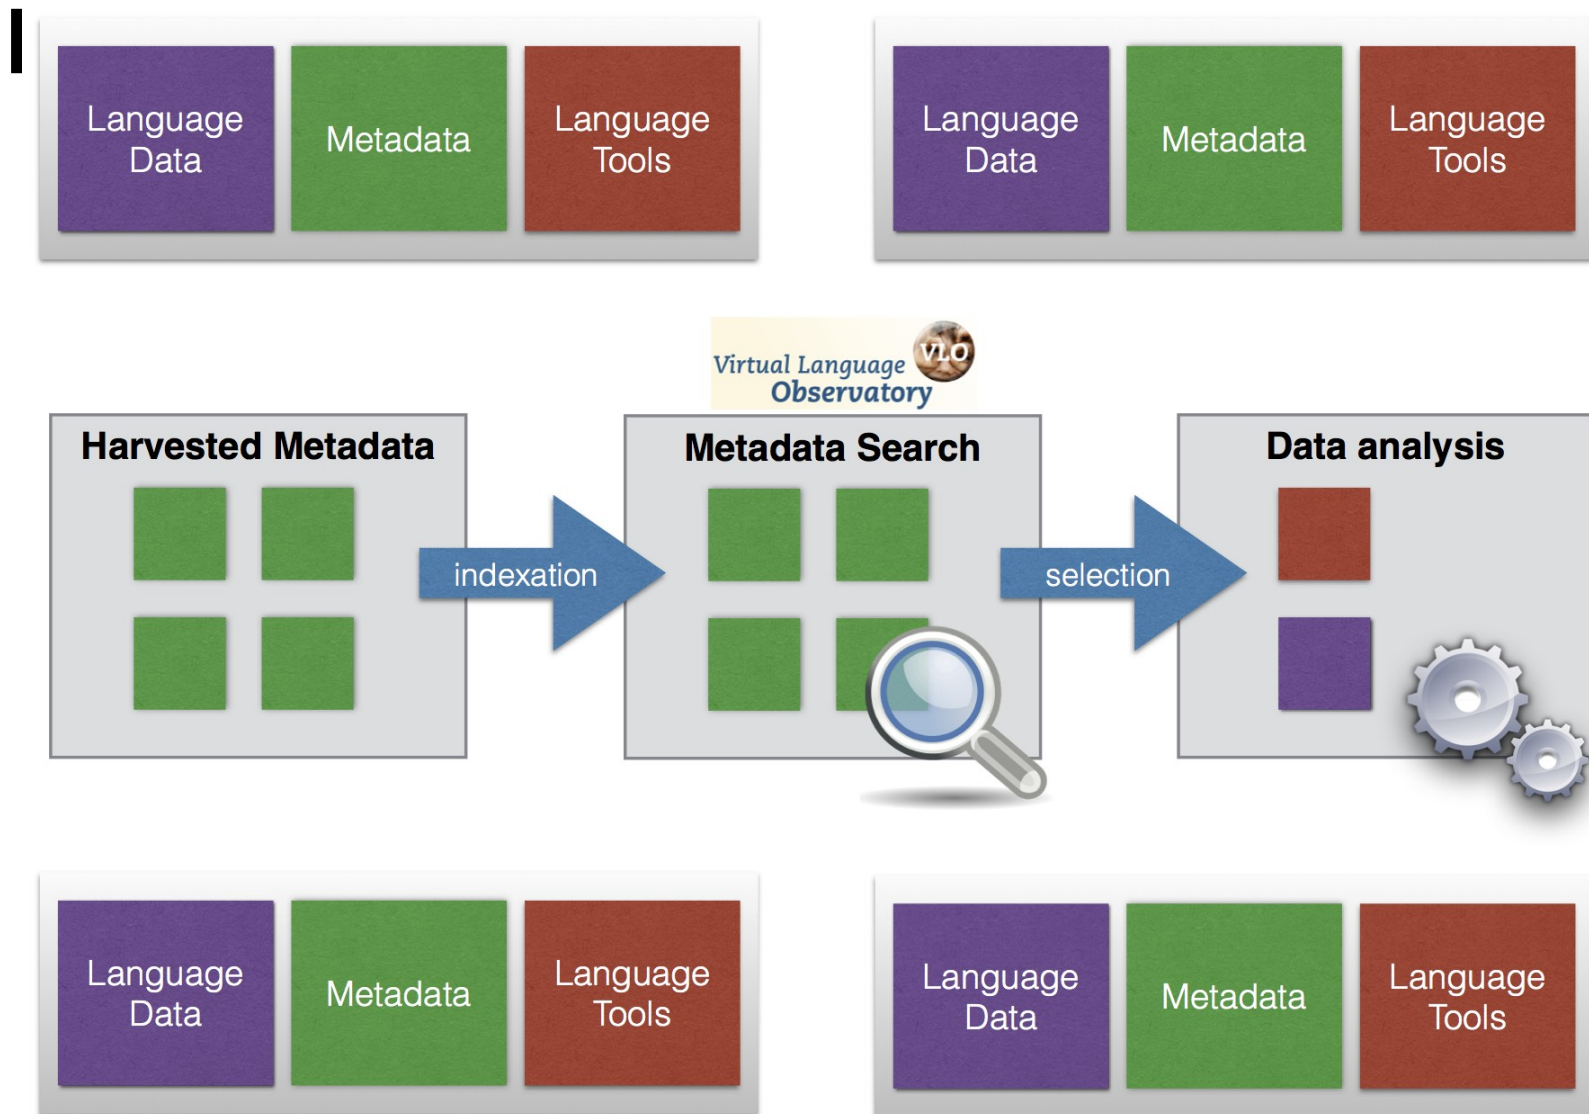 Language
Data
Metadata
Language
Tools
Language
Data
Metadata
Language
Tools
Virtual Language
VLO
Observatory
Harvested Metadata
Metadata Search
Data analysis
indexation
selection
Language
Data
Metadata
Language
Tools
Language
Data
Metadata
Language
Tools